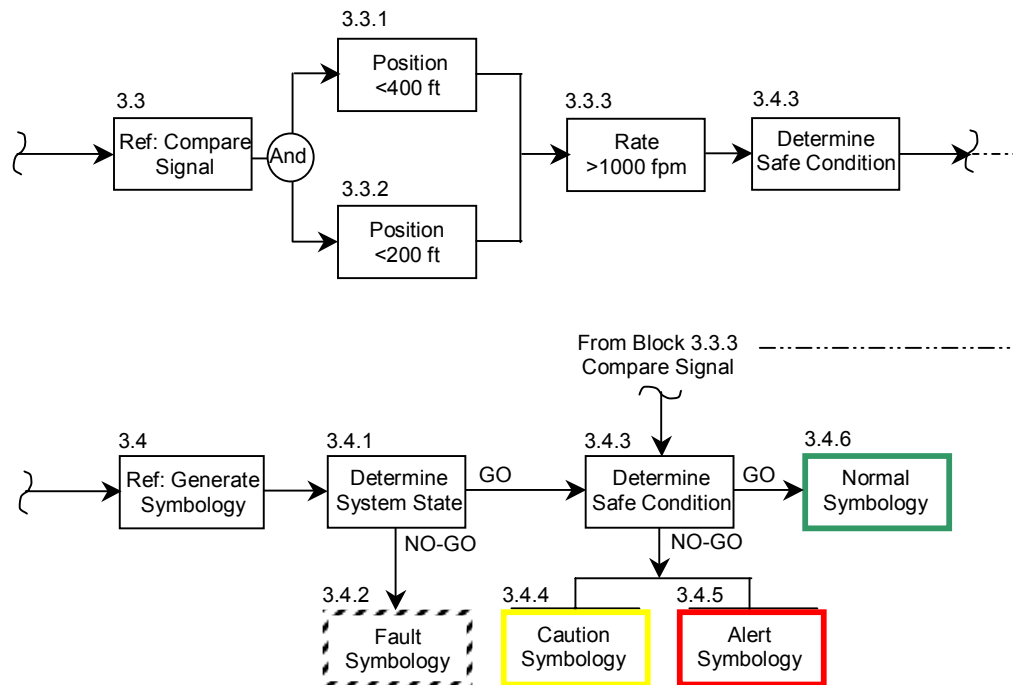 3.3.1
Position
<400 ft
3.3
Ref: Compare
Signal
And
3.3.2
Position
<200 ft
3.3.3
Rate
>1000 fpm
3.4.3
Determine
Safe Condition
From Block 3.3.3
Compare Signal
3.4
Ref: Generate
Symbology
3.4.1
Determine
System State
GO
NO-GO
3.4.2
Fault
Symbology
3.4.3
Determine
Safe Condition
GO
NO-GO
3.4.6
Normal
Symbology
3.4.4
Caution
Symbology
3.4.5
Alert
Symbology